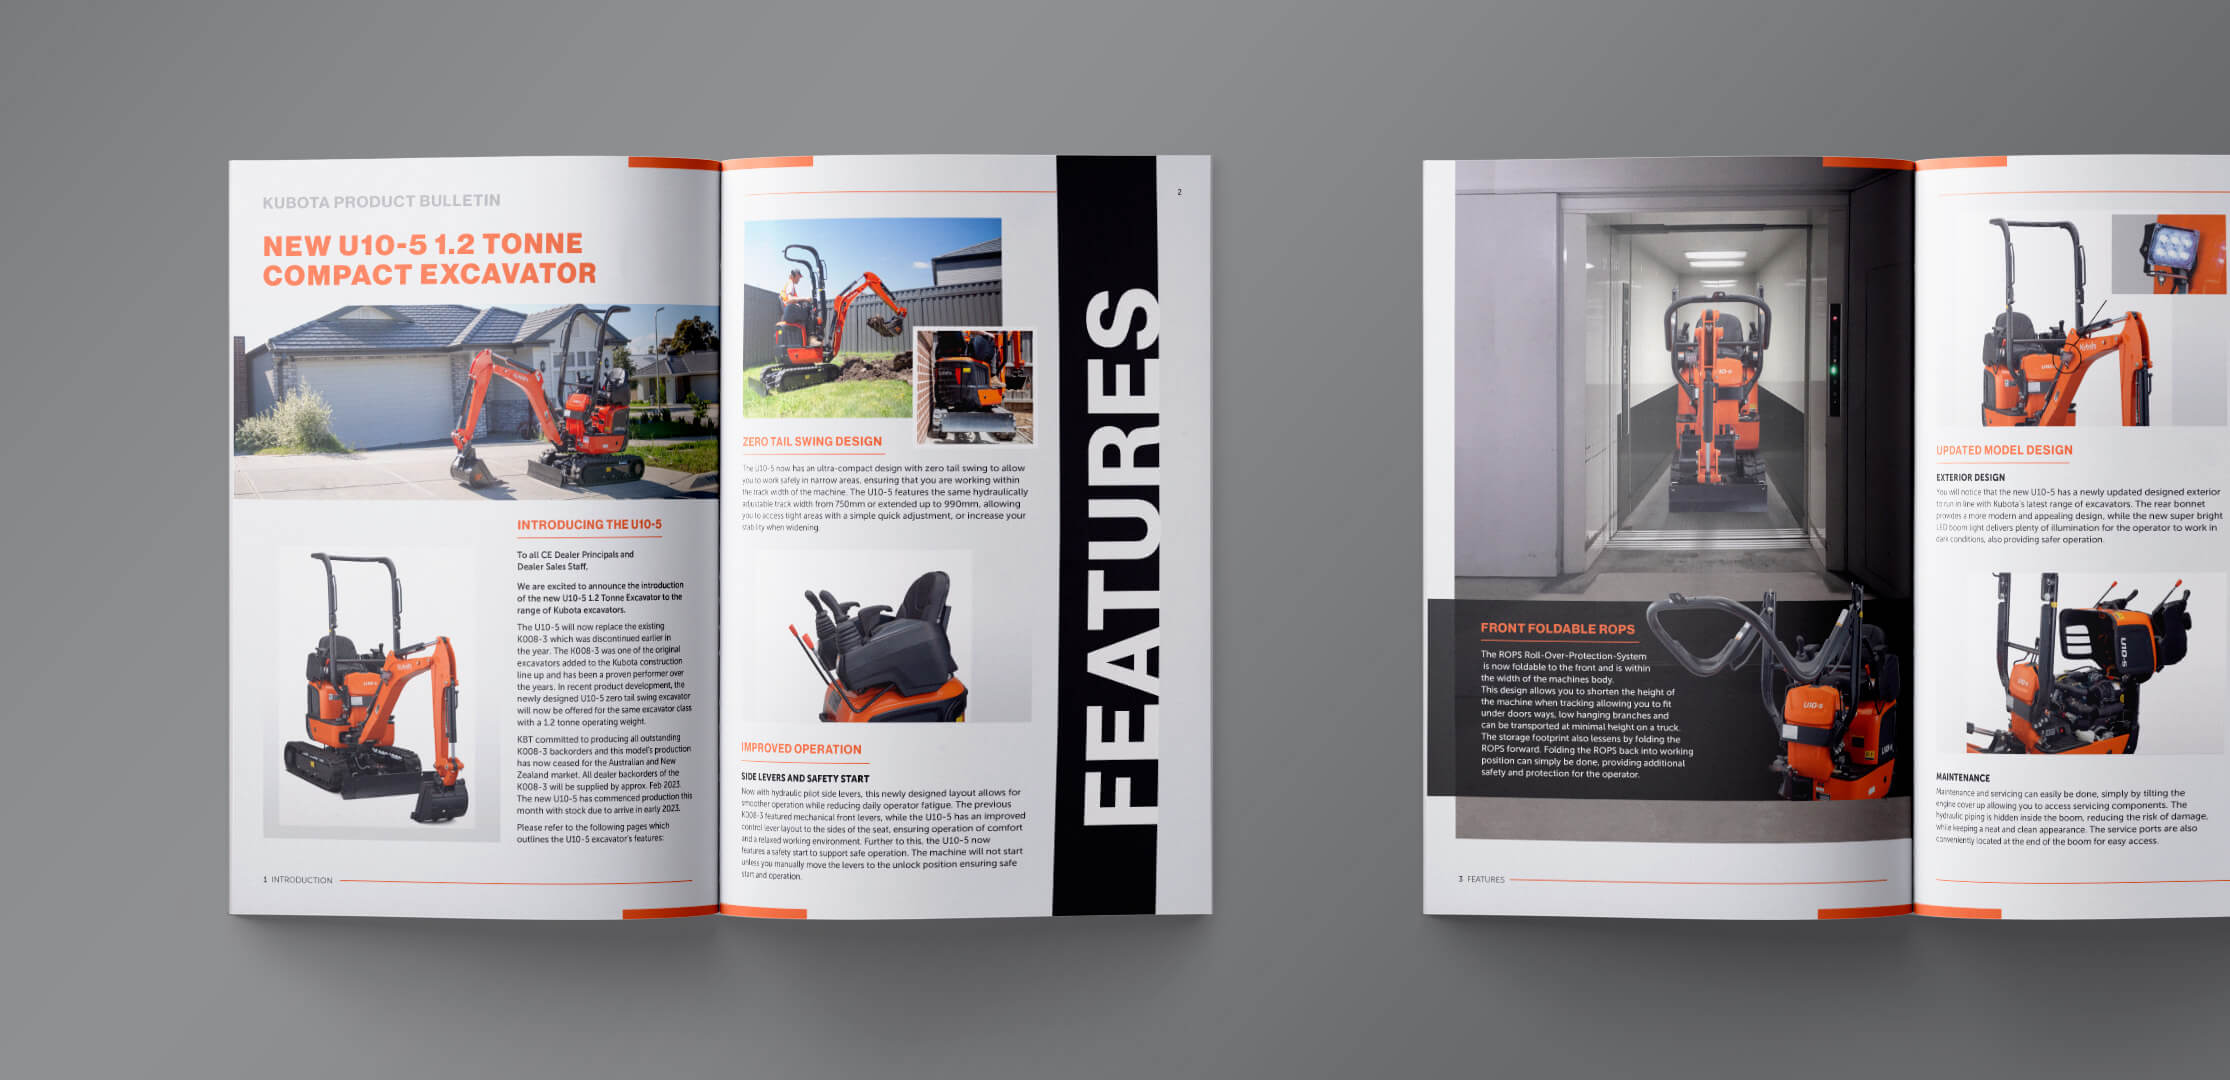 KUBOTA PRODUCT BULLETIN
NEW U10-5 1.2 TONNE
COMPACT EXCAVATOR
INTRODUCING THE U10-5
To all CE Dealer Principals and
Dealer Sales Staff,
We are excited to announce the introduction
of the new U10-5 1.2 Tonne Excavator to the
range of Kubota excavators.
The U10-5 will now replace the existing
K008-3 which was discontinued earlier in
the year. The K008-3 was one of the original
excavators added to the Kubota construction
line up and has been a proven performer over
the years. In recent product development, the
newly designed U10-5 zero tail swing excavator
will now be offered for the same excavator class
with a 1.2 tonne operating weight.
KBT committed to producing all outstanding
K008-3 backorders and this model's production
has now ceased for the Australian and New
Zealand market. All dealer backorders of the
K008-3 will be supplied by approx. Feb 2023.
The new U10-5 has commenced production this
month with stock due to arrive in early 2023.
Please refer to the following pages which
outlines the U10-5 excavator's features:
1 INTRODUCTION
2
ZERO TAIL SWING DESIGN
The U10-5 now has an ultra-compact design with zero tail swing to allow
you to work safely in narrow areas, ensuring that you are working within
the track width of the machine. The U10-5 features the same hydraulically
adjustable track width from 750mm or extended up to 990mm, allowing
you to access tight areas with a simple quick adjustment, or increase your
stability when widening.
IMPROVED OPERATION
SIDE LEVERS AND SAFETY START
Now with hydraulic pilot side levers, this newly designed layout allows for
smoother operation while reducing daily operator fatigue. The previous
K008-3 featured mechanical front levers, while the U10-5 has an improved
control lever layout to the sides of the seat, ensuring operation of comfort
and a relaxed working environment. Further to this, the U10-5 now
features a safety start to support safe operation. The machine will not start
unless you manually move the levers to the unlock position ensuring safe
start and operation.
FEATURES
FRONT FOLDABLE ROPS
The ROPS Roll-Over-Protection-System
is now foldable to the front and is within
the width of the machines body.
This design allows you to shorten the height of
the machine when tracking allowing you to fit
under doors ways, low hanging branches and
can be transported at minimal height on a truck.
The storage footprint also lessens by folding the
ROPS forward. Folding the ROPS back into working
position can simply be done, providing additional
safety and protection for the operator.
U10-5
3 FEATURES
Kubota
UPDATED MODEL DESIGN
EXTERIOR DESIGN
You will notice that the new U10-5 has a newly updated designed exterior
to run in line with Kubota's latest range of excavators. The rear bonnet
provides a more modern and appealing design, while the new super bright
LED boom light delivers plenty of illumination for the operator to work in
dark conditions, also providing safer operation.
U10-5
MAINTENANCE
Maintenance and servicing can easily be done, simply by tilting the
engine cover up allowing you to access servicing components. The
hydraulic piping is hidden inside the boom, reducing the risk of damage,
while keeping a neat and clean appearance. The service ports are also
conveniently located at the end of the boom for easy access.